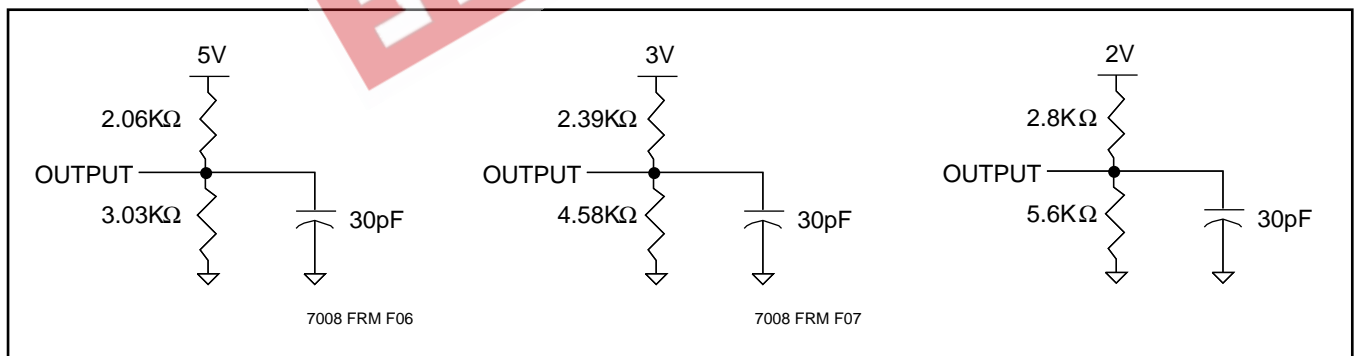 5V
2.06KΩ
OUTPUT
3.03KΩ
30pF
7008 FRM F06
3V
2.39KΩ
OUTPUT
4.58KΩ
30pF
7008 FRM F07
2V
2.8KΩ
OUTPUT
5.6KΩ
30pF